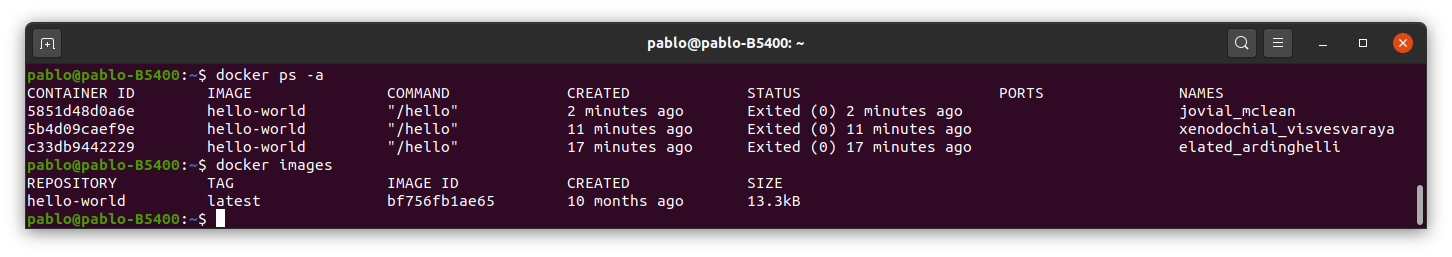 pablo@pablo-B5400: ~
pablo@pablo-B5400:~$ docker ps -a
CONTAINER ID        IMAGE               COMMAND             CREATED             STATUS                      PORTS               NAMES
5851d48d0a6e        hello-world         "/hello"            2 minutes ago       Exited (0) 2 minutes ago                        jovial_mclean
5b4d09caef9e        hello-world         "/hello"            11 minutes ago      Exited (0) 11 minutes ago                       xenodochial_visvesvaraya
c33db9442229        hello-world         "/hello"            17 minutes ago      Exited (0) 17 minutes ago                       elated_ardinghelli
pablo@pablo-B5400:~$ docker images
REPOSITORY          TAG                 IMAGE ID            CREATED             SIZE
hello-world         latest              bf756fb1ae65        10 months ago       13.3kB
pablo@pablo-B5400:~$